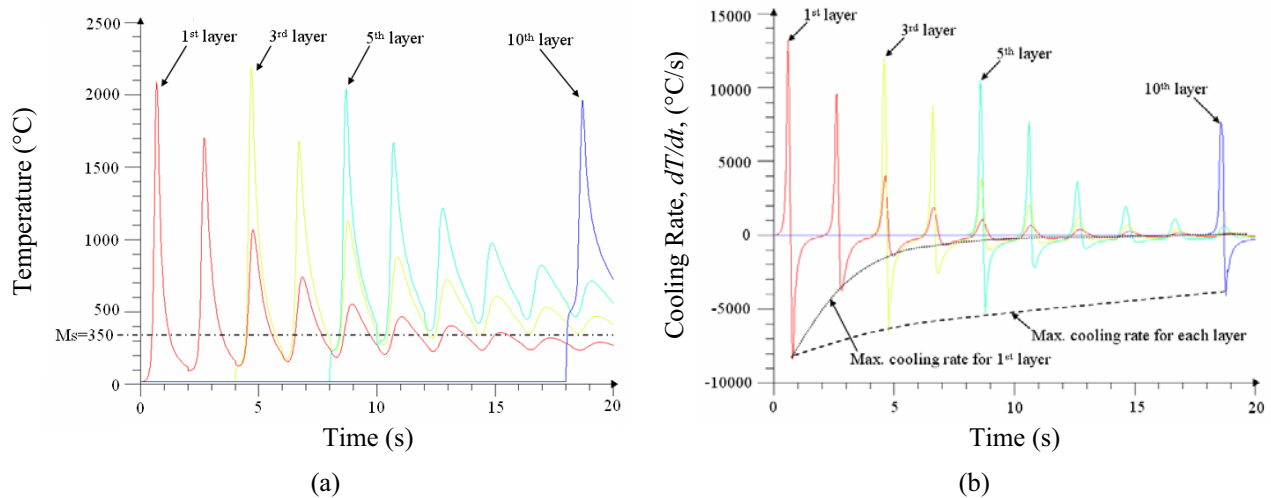 2500
2000
1500
1000
500
Ms=350
0
Temperature (°C)
1st layer
3rd layer
5th layer
10th layer
0
5
10
15
20
Time (s)
(a)
15000
10000
5000
0
-5000
-10000
Cooling Rate, dT/dt, (°C/s)
1st layer
3rd layer
5th layer
10th layer
Max. cooling rate for each layer
Max. cooling rate for 1st layer
0
5
10
15
20
Time (s)
(b)